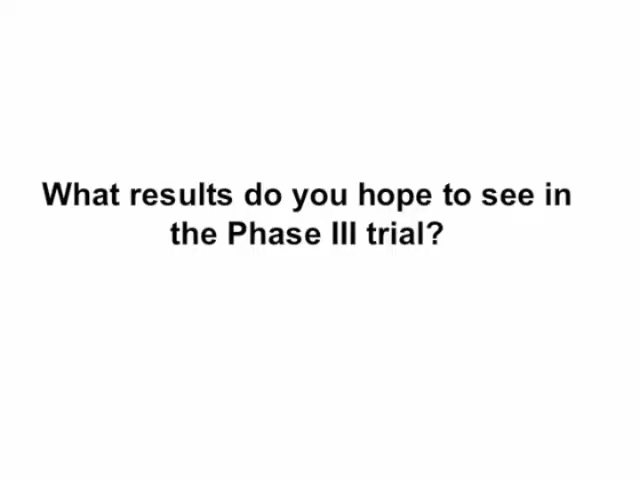 What results do you hope to see in
the Phase III trial?